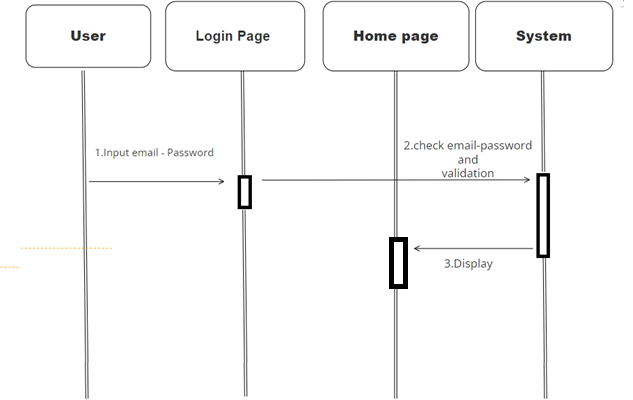 User
Login Page
Home page
System
1.Input email - Password
2.check email-password
and
validation
3.Display